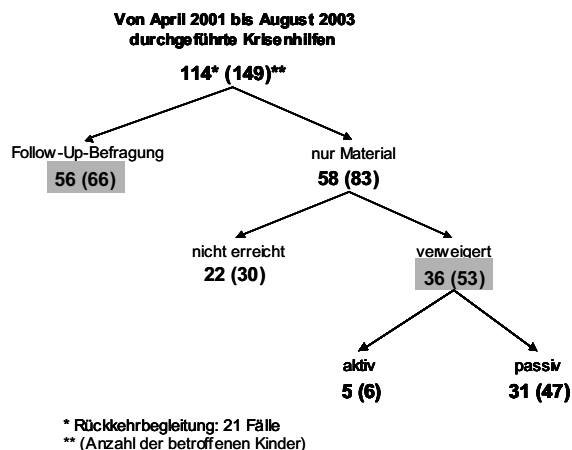 Von April 2001 bis August 2003
durchgeführte Krisenhilfen
114* (149)**
Follow-Up-Befragung
56 (66)
nur Material
58 (83)
nicht erreicht
22 (30)
verweigert
36 (53)
aktiv
5 (6)
passiv
31 (47)
* Rückkehrbegleitung: 21 Fälle
** (Anzahl der betroffenen Kinder)